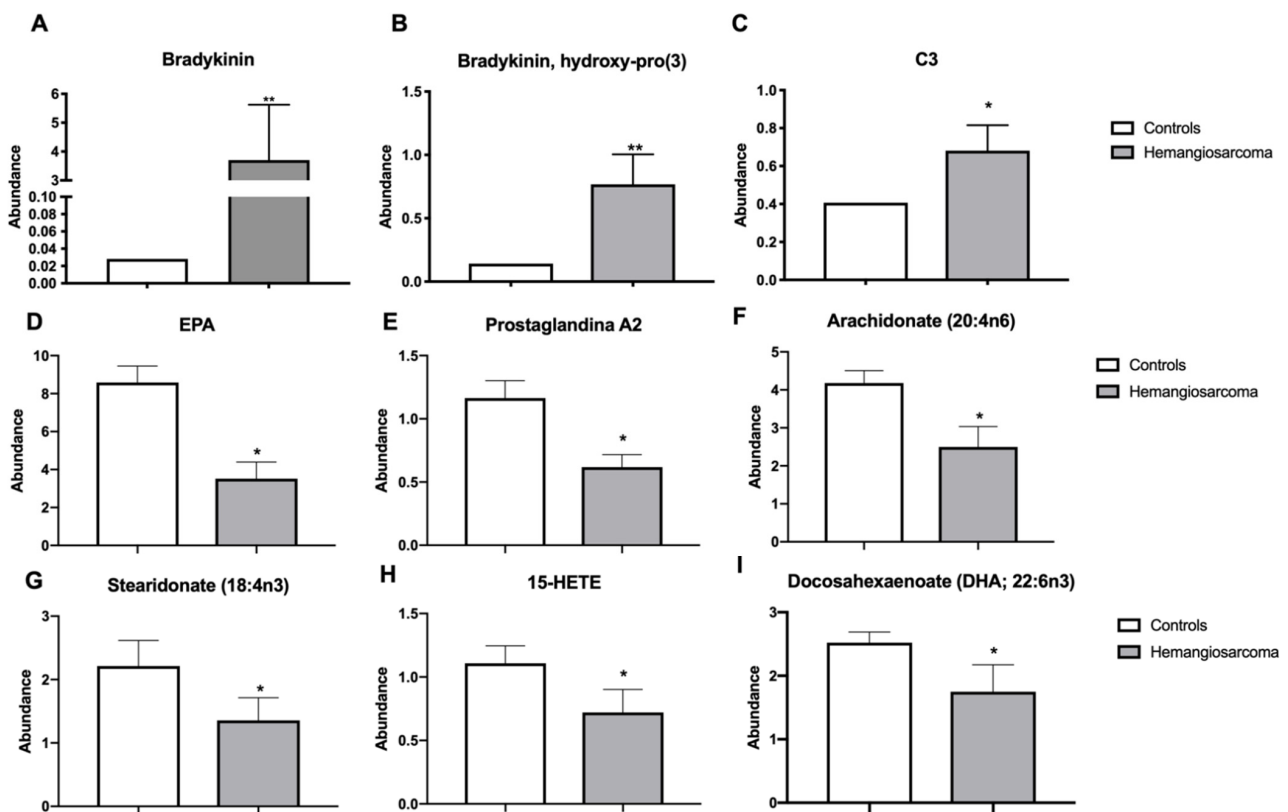 A
Bradykinin
Abundance
6
5
4
3
0.10
0.08
0.06
0.04
0.02
0.00
**
B
Bradykinin, hydroxy-pro(3)
Abundance
1.5
1.0
0.5
0.0
**
C
C3
Abundance
1.0
0.8
0.6
0.4
0.2
0.0
*
Controls
Hemangiosarcoma
D
EPA
Abundance
10
8
6
4
2
0
*
E
Prostaglandina A2
Abundance
1.5
1.0
0.5
0.0
*
F
Arachidonate (20:4n6)
Abundance
5
4
3
2
1
0
*
Controls
Hemangiosarcoma
G
Stearidonate (18:4n3)
Abundance
3
2
1
0
*
H
15-HETE
Abundance
1.5
1.0
0.5
0.0
*
I
Docosahexaenoate (DHA; 22:6n3)
Abundance
3
2
1
0
*
Controls
Hemangiosarcoma